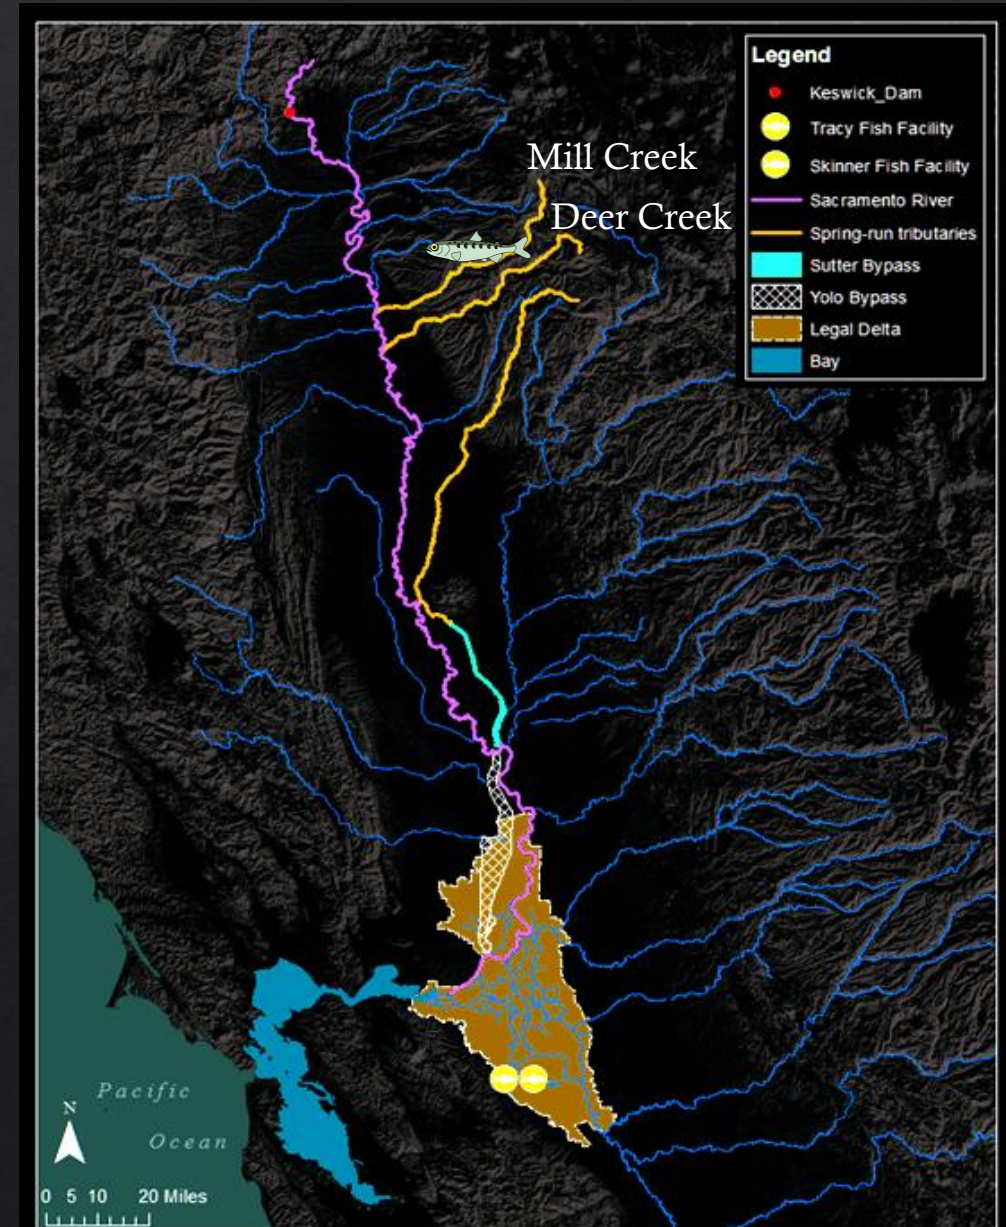 Legend
Keswick_Dam
Tracy Fish Facility
Skinner Fish Facility
Sacramento River
Spring-run tributaries
Sutter Bypass
Yolo Bypass
Legal Delta
Bay
Mill Creek
Deer Creek
Pacific
Ocean
N
0 5 10 20 Miles